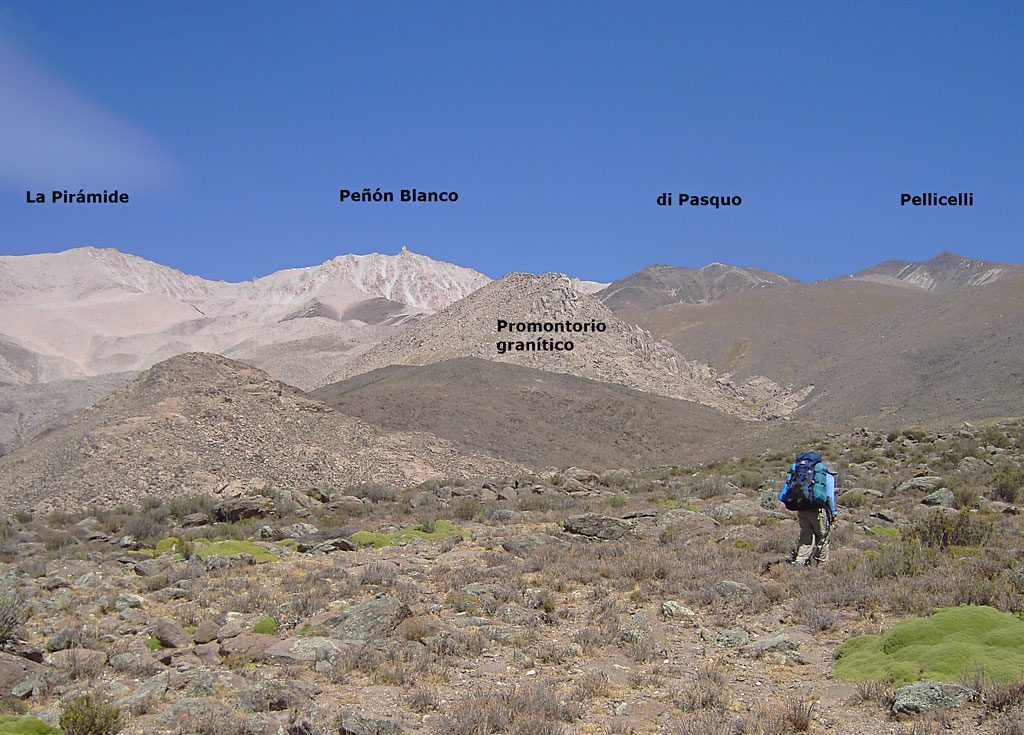 La Pirámide
Peñón Blanco
di Pasquo
Pellicelli
Promontorio
granítico